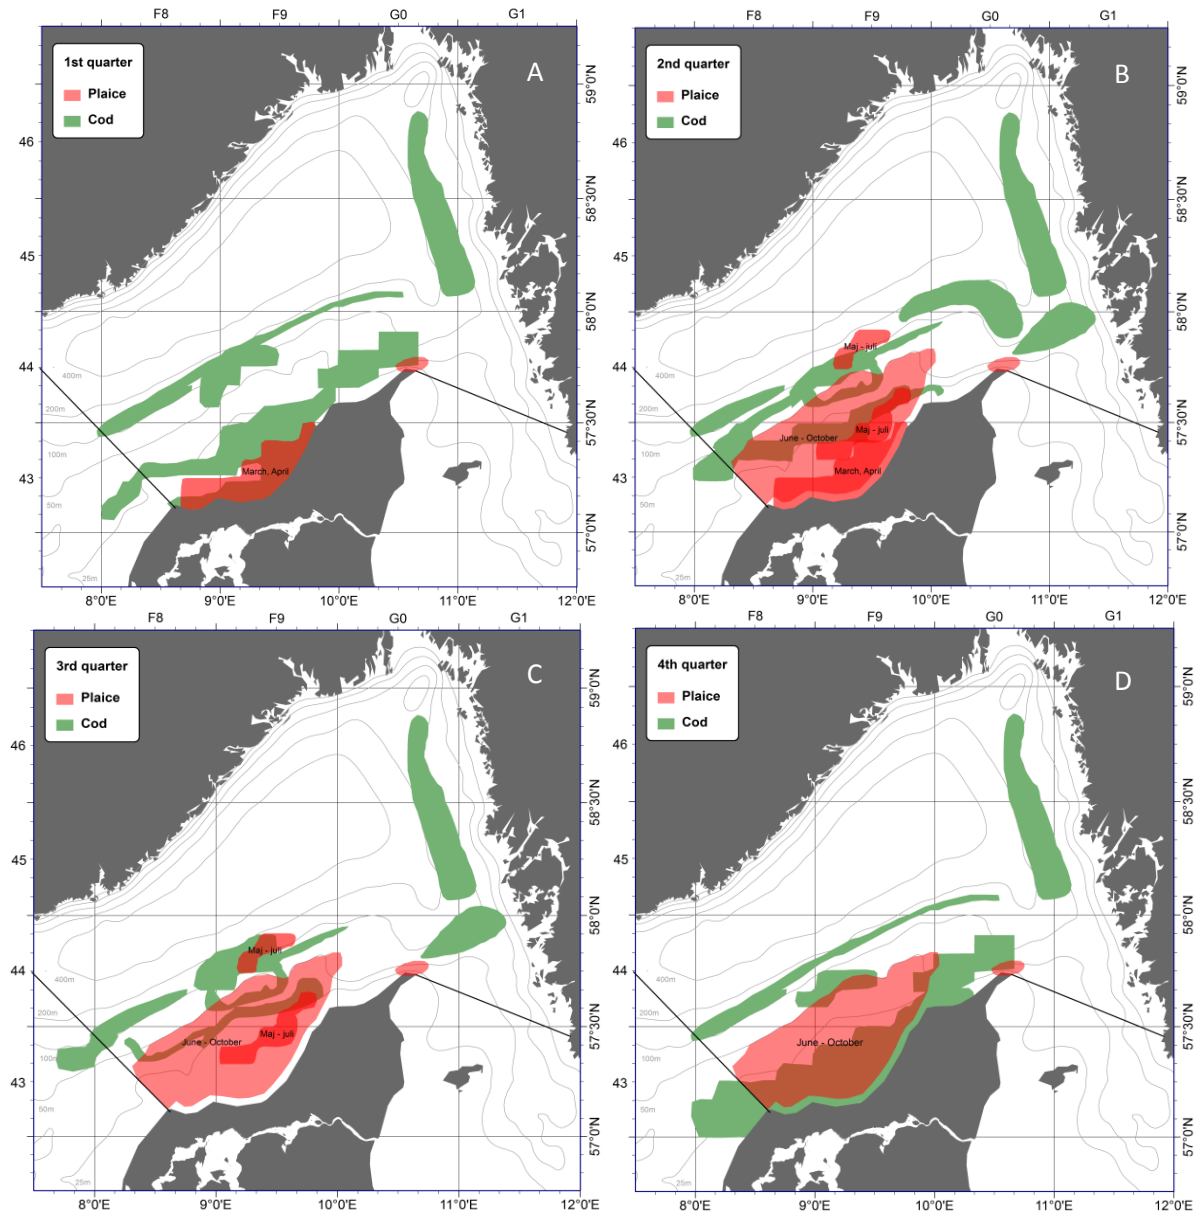 F8 F9 G0 G1
1st quarter
Plaice
Cod
A
59°0'N
46
58°30'N
45
58°0'N
44
400m
200m
57°30'N
100m
March, April
43
50m
57°0'N
25m
8°0'E 9°0'E 10°0'E 11°0'E 12°0'E
F8 F9 G0 G1
2nd quarter
Plaice
Cod
B
59°0'N
46
58°30'N
45
58°0'N
Maj - juli
44
400m
200m
57°30'N
Maj - juli
June - October
100m
March, April
43
50m
57°0'N
25m
8°0'E 9°0'E 10°0'E 11°0'E 12°0'E
F8 F9 G0 G1
3rd quarter
Plaice
Cod
C
59°0'N
46
58°30'N
45
58°0'N
Maj - juli
44
400m
200m
57°30'N
Maj - juli
June - October
100m
43
50m
57°0'N
25m
8°0'E 9°0'E 10°0'E 11°0'E 12°0'E
F8 F9 G0 G1
4th quarter
Plaice
Cod
D
59°0'N
46
58°30'N
45
58°0'N
44
400m
200m
57°30'N
June - October
100m
43
50m
57°0'N
25m
8°0'E 9°0'E 10°0'E 11°0'E 12°0'E